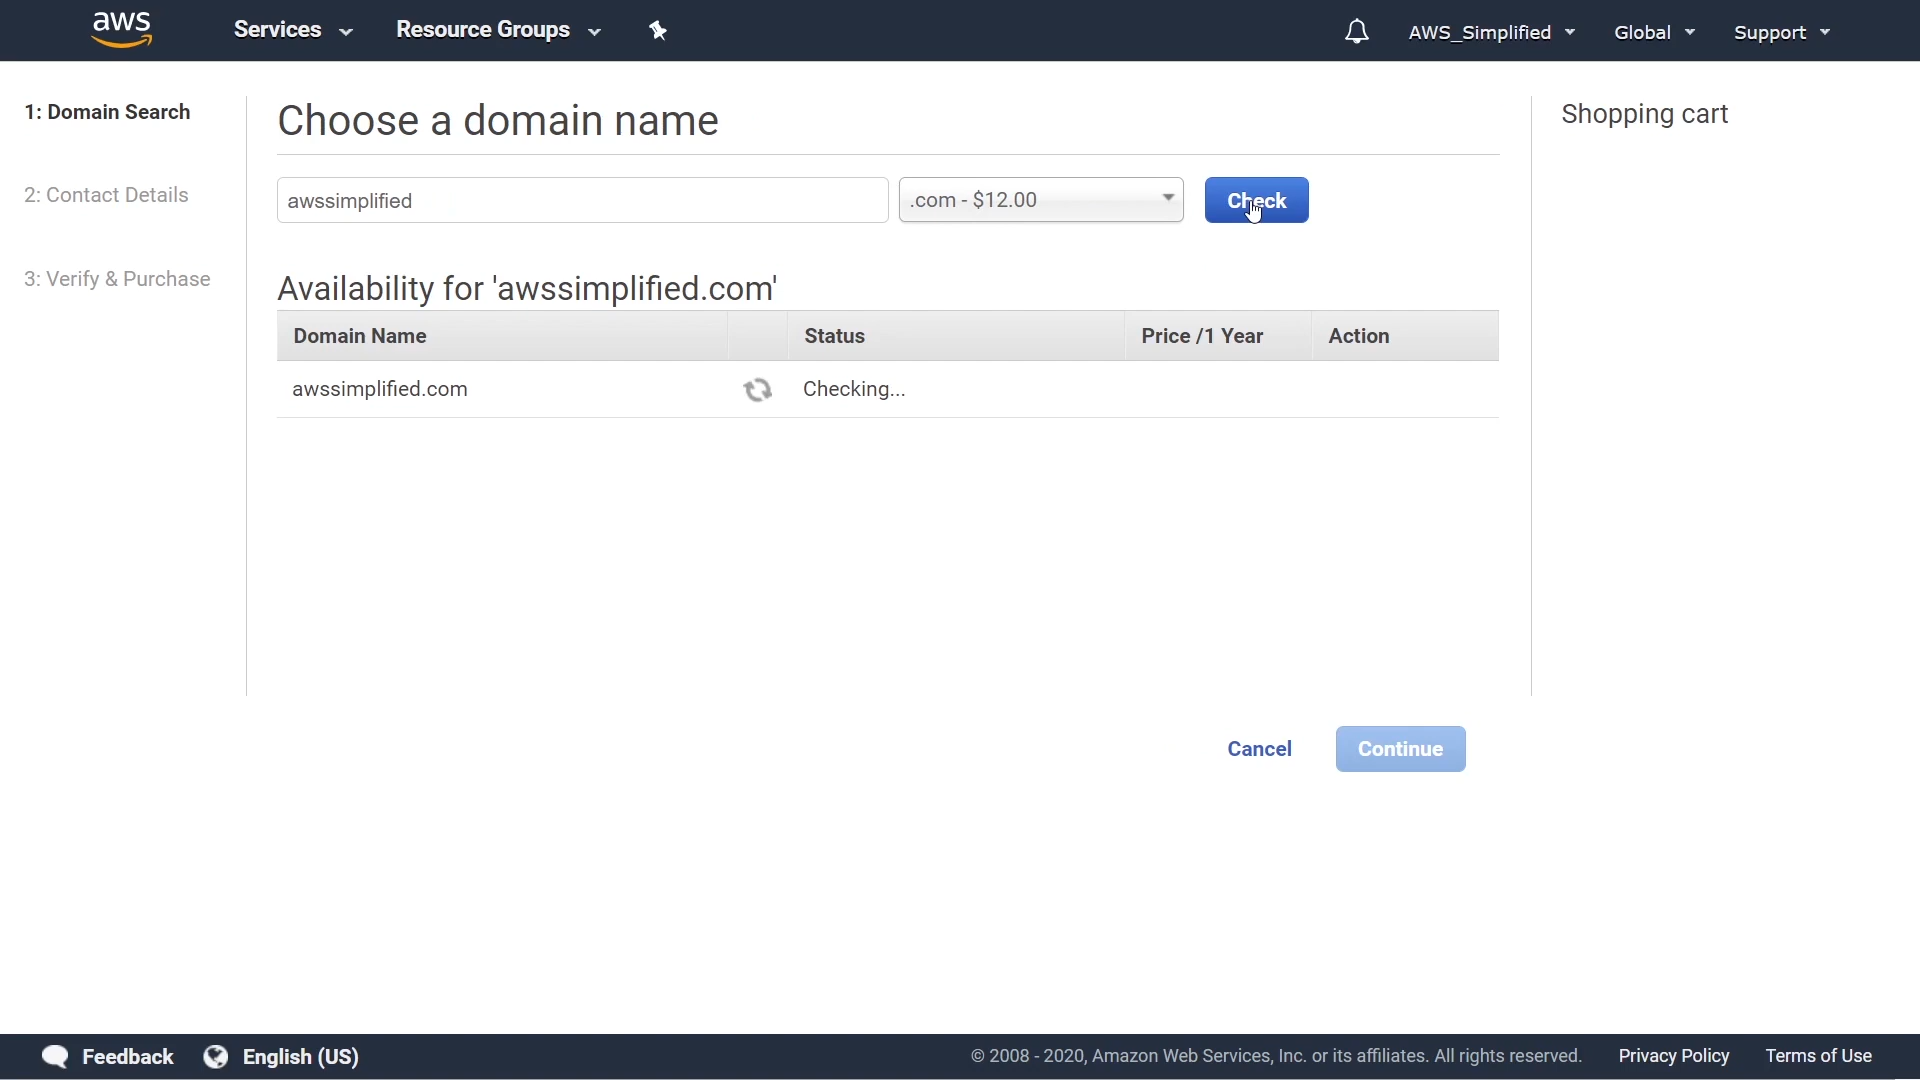 aws
Services
Resource Groups
AWS_Simplified
Global
Support
1: Domain Search
2: Contact Details
3: Verify & Purchase
Choose a domain name
awssimplified
.com - $12.00
Check
Availability for 'awssimplified.com'
Domain Name
Status
Price /1 Year
Action
awssimplified.com
Checking...
Cancel
Continue
Shopping cart
Feedback
English (US)
© 2008 - 2020, Amazon Web Services, Inc. or its affiliates. All rights reserved.
Privacy Policy
Terms of Use